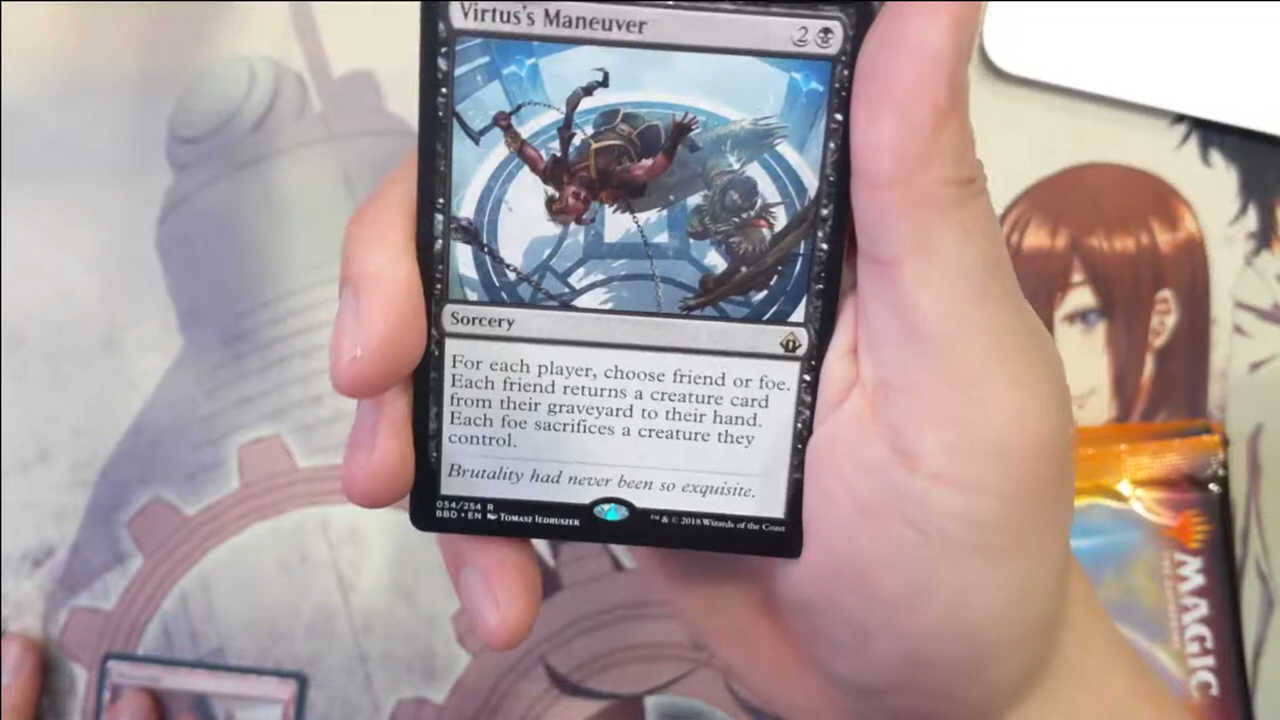 Virtus's Maneuver
2
Sorcery
For each player, choose friend or foe.
Each friend returns a creature card
from their graveyard to their hand.
Each foe sacrifices a creature they
control.
Brutality had never been so exquisite.
054/254 R
BBD • EN Tomasz Jedruszek
™ & © 2018 Wizards of the Coast
MAGIC